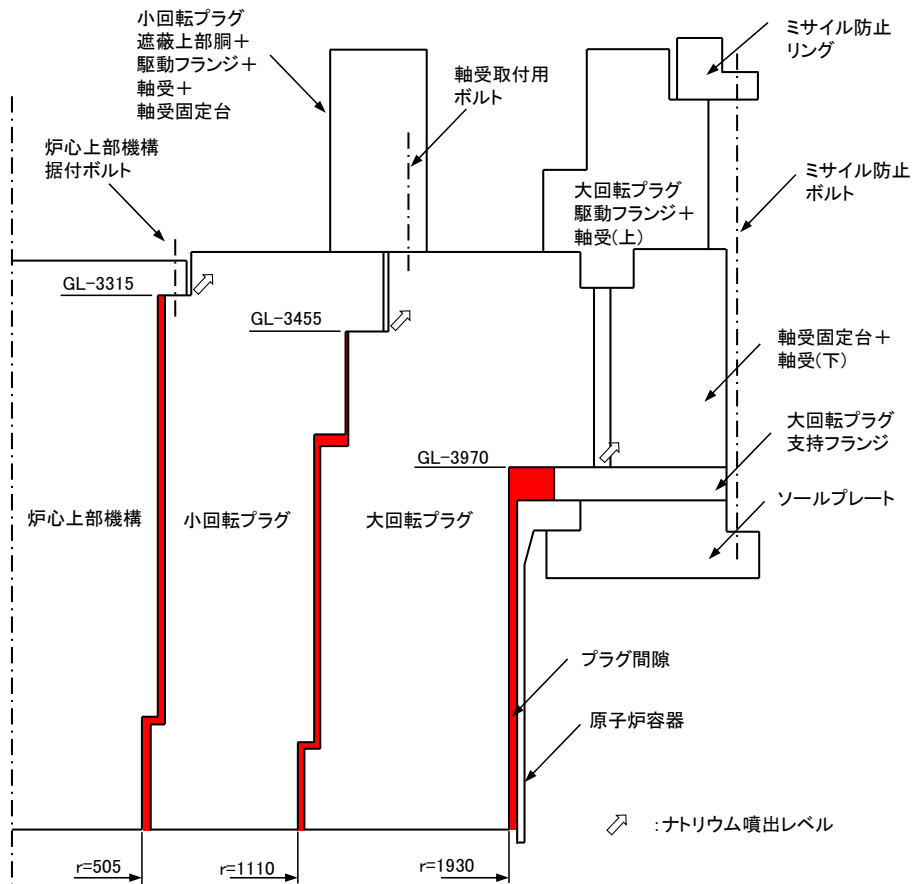 小回転プラグ
遮蔽上部胴＋
駆動フランジ＋
軸受＋
軸受固定台
ミサイル防止
リング
軸受取付用
ボルト
炉心上部機構
据付ボルト
大回転プラグ
駆動フランジ＋
軸受(上)
ミサイル防止
ボルト
GL-3315
GL-3455
軸受固定台＋
軸受(下)
大回転プラグ
支持フランジ
GL-3970
ソールプレート
炉心上部機構
小回転プラグ
大回転プラグ
プラグ間隙
原子炉容器
:ナトリウム噴出レベル
r=505
r=1110
r=1930